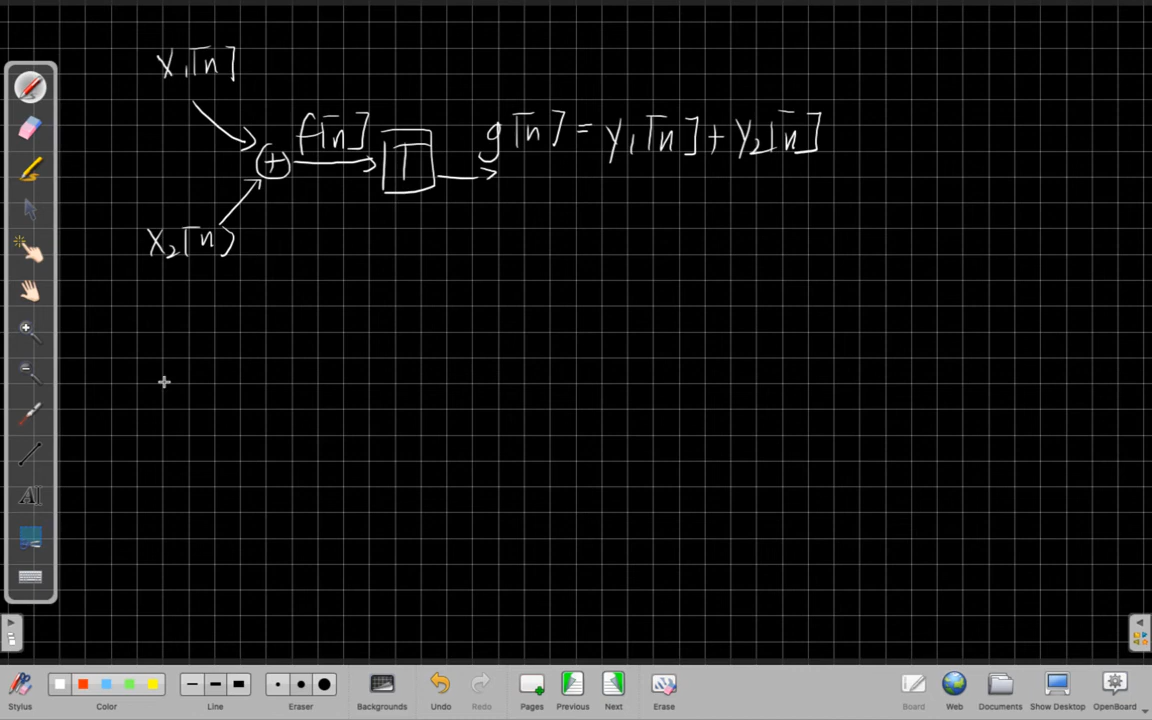 x₁[n]
f[n] T g[n] = y₁[n] + y₂[n]
+
x₂[n]
AI
Stylus Color Line Eraser Backgrounds Undo Redo Pages Previous Next Erase Board Web Documents Show Desktop OpenBoard